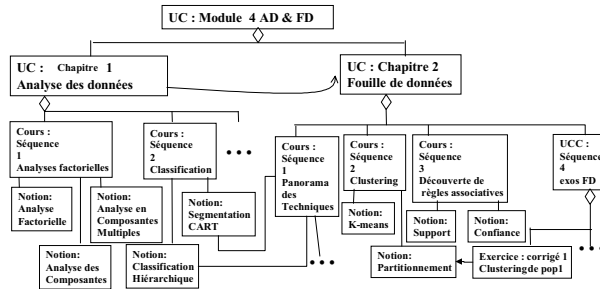 UC : Module 4 AD & FD
UC : Chapitre 1
Analyse des données
UC : Chapitre 2
Fouille de données
Cours :
Séquence
1
Analyses factorielles
Cours :
Séquence
2
Classification
•••
Cours :
Séquence
1
Panorama
des
Techniques
Cours :
Séquence
2
Clustering
Cours :
Séquence
3
Découverte de
règles associatives
UCC :
Séquence
4
exos FD
Notion:
Analyse
Factorielle
Notion:
Analyse en
Composantes
Multiples
Notion:
Segmentation
CART
Notion:
K-means
Notion:
Support
Notion:
Confiance
Notion:
Analyse des
Composantes
Notion:
Classification
Hiérarchique
•••
Notion:
Partitionnement
Exercice : corrigé 1
Clustering de pop1
•••